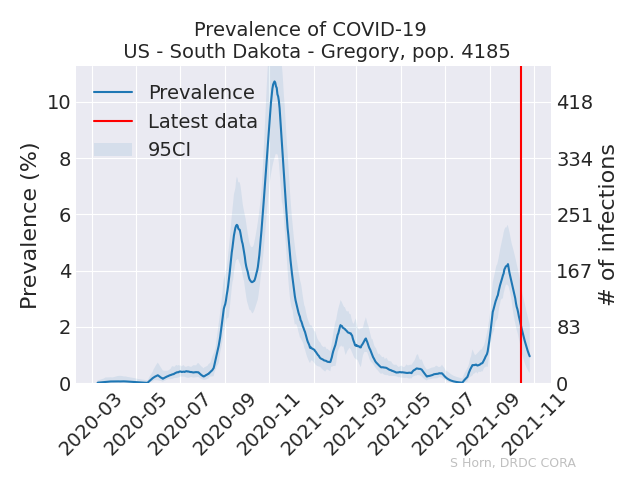 Prevalence of COVID-19
US - South Dakota - Gregory, pop. 4185
Prevalence
Latest data
95CI
Prevalence (%)
10
8
6
4
2
0
418
334
251
167
83
0
# of infections
2020-03
2020-05
2020-07
2020-09
2020-11
2021-01
2021-03
2021-05
2021-07
2021-09
2021-11
S Horn, DRDC CORA